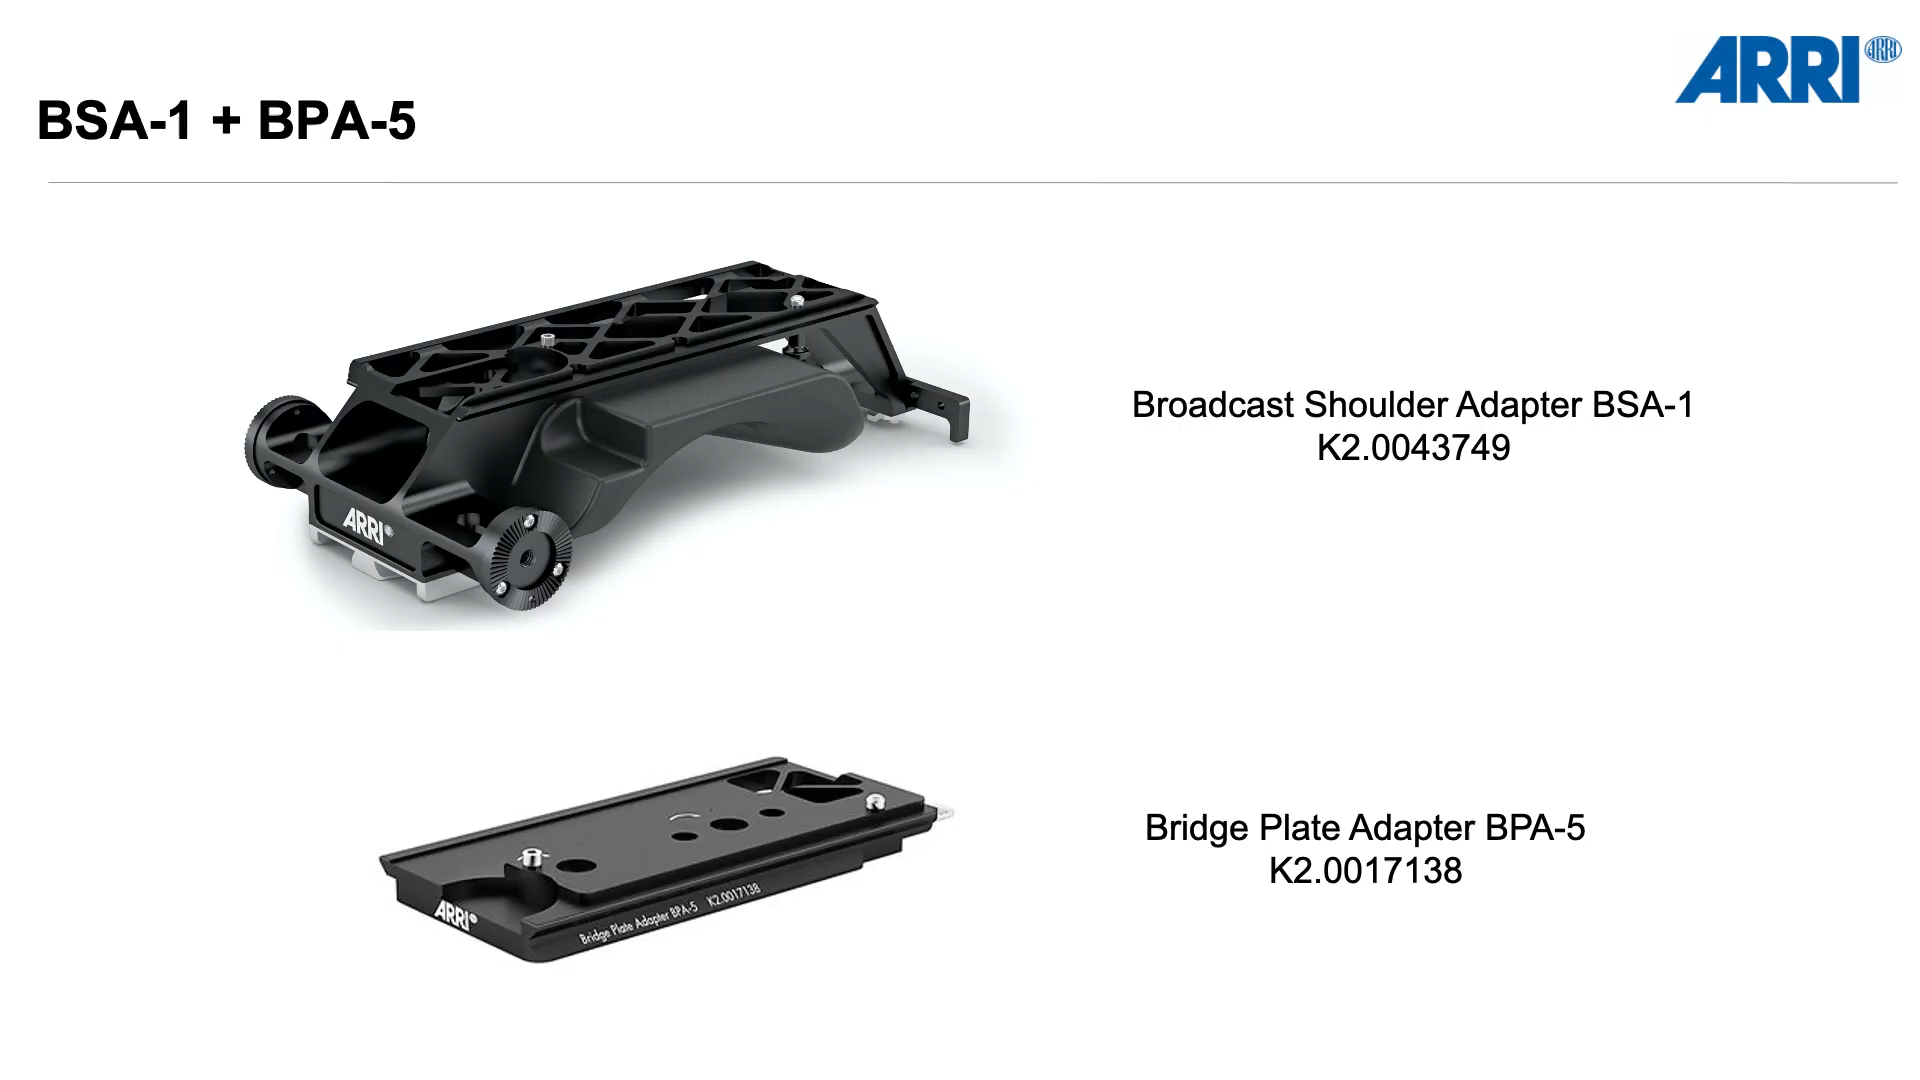 ARRI
ARRI
BSA-1 + BPA-5
ARRI
Broadcast Shoulder Adapter BSA-1
K2.0043749
ARRI
Bridge Plate Adapter BPA-5 K2.0017138
Bridge Plate Adapter BPA-5
K2.0017138